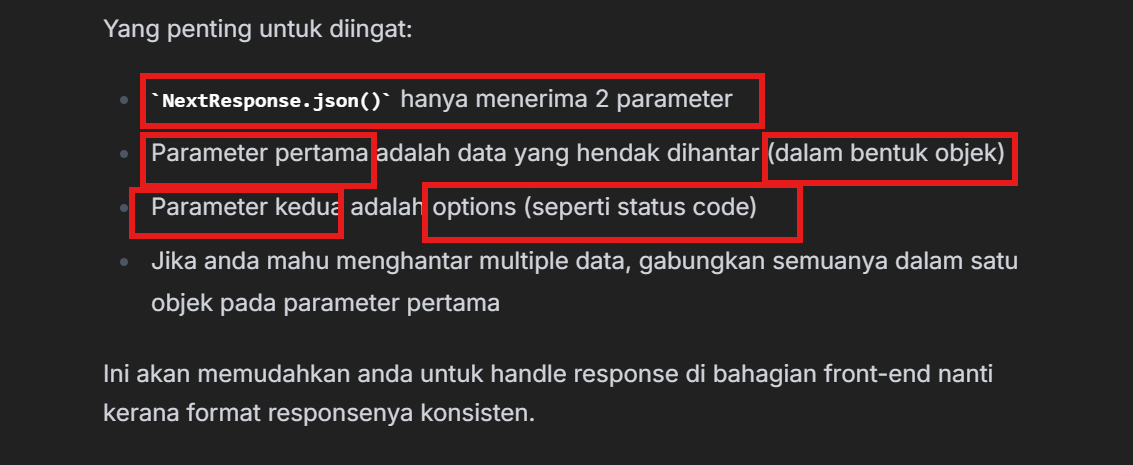 Yang penting untuk diingat:
`NextResponse.json()` hanya menerima 2 parameter
Parameter pertama adalah data yang hendak dihantar (dalam bentuk objek)
Parameter kedua adalah options (seperti status code)
Jika anda mahu menghantar multiple data, gabungkan semuanya dalam satu
objek pada parameter pertama
Ini akan memudahkan anda untuk handle response di bahagian front-end nanti
kerana format responsenya konsisten.